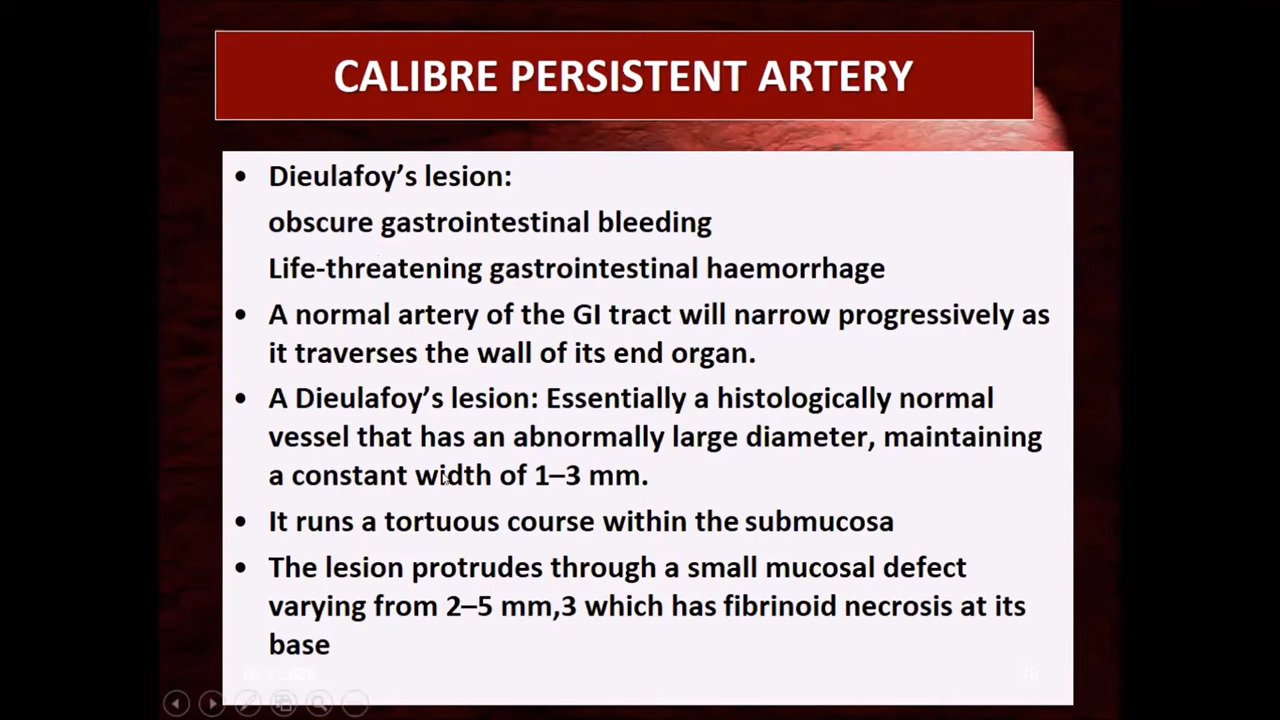 CALIBRE PERSISTENT ARTERY
• Dieulafoy’s lesion:
obscure gastrointestinal bleeding
Life-threatening gastrointestinal haemorrhage
• A normal artery of the GI tract will narrow progressively as
it traverses the wall of its end organ.
• A Dieulafoy’s lesion: Essentially a histologically normal
vessel that has an abnormally large diameter, maintaining
a constant width of 1–3 mm.
• It runs a tortuous course within the submucosa
• The lesion protrudes through a small mucosal defect
varying from 2–5 mm,3 which has fibrinoid necrosis at its
base
70